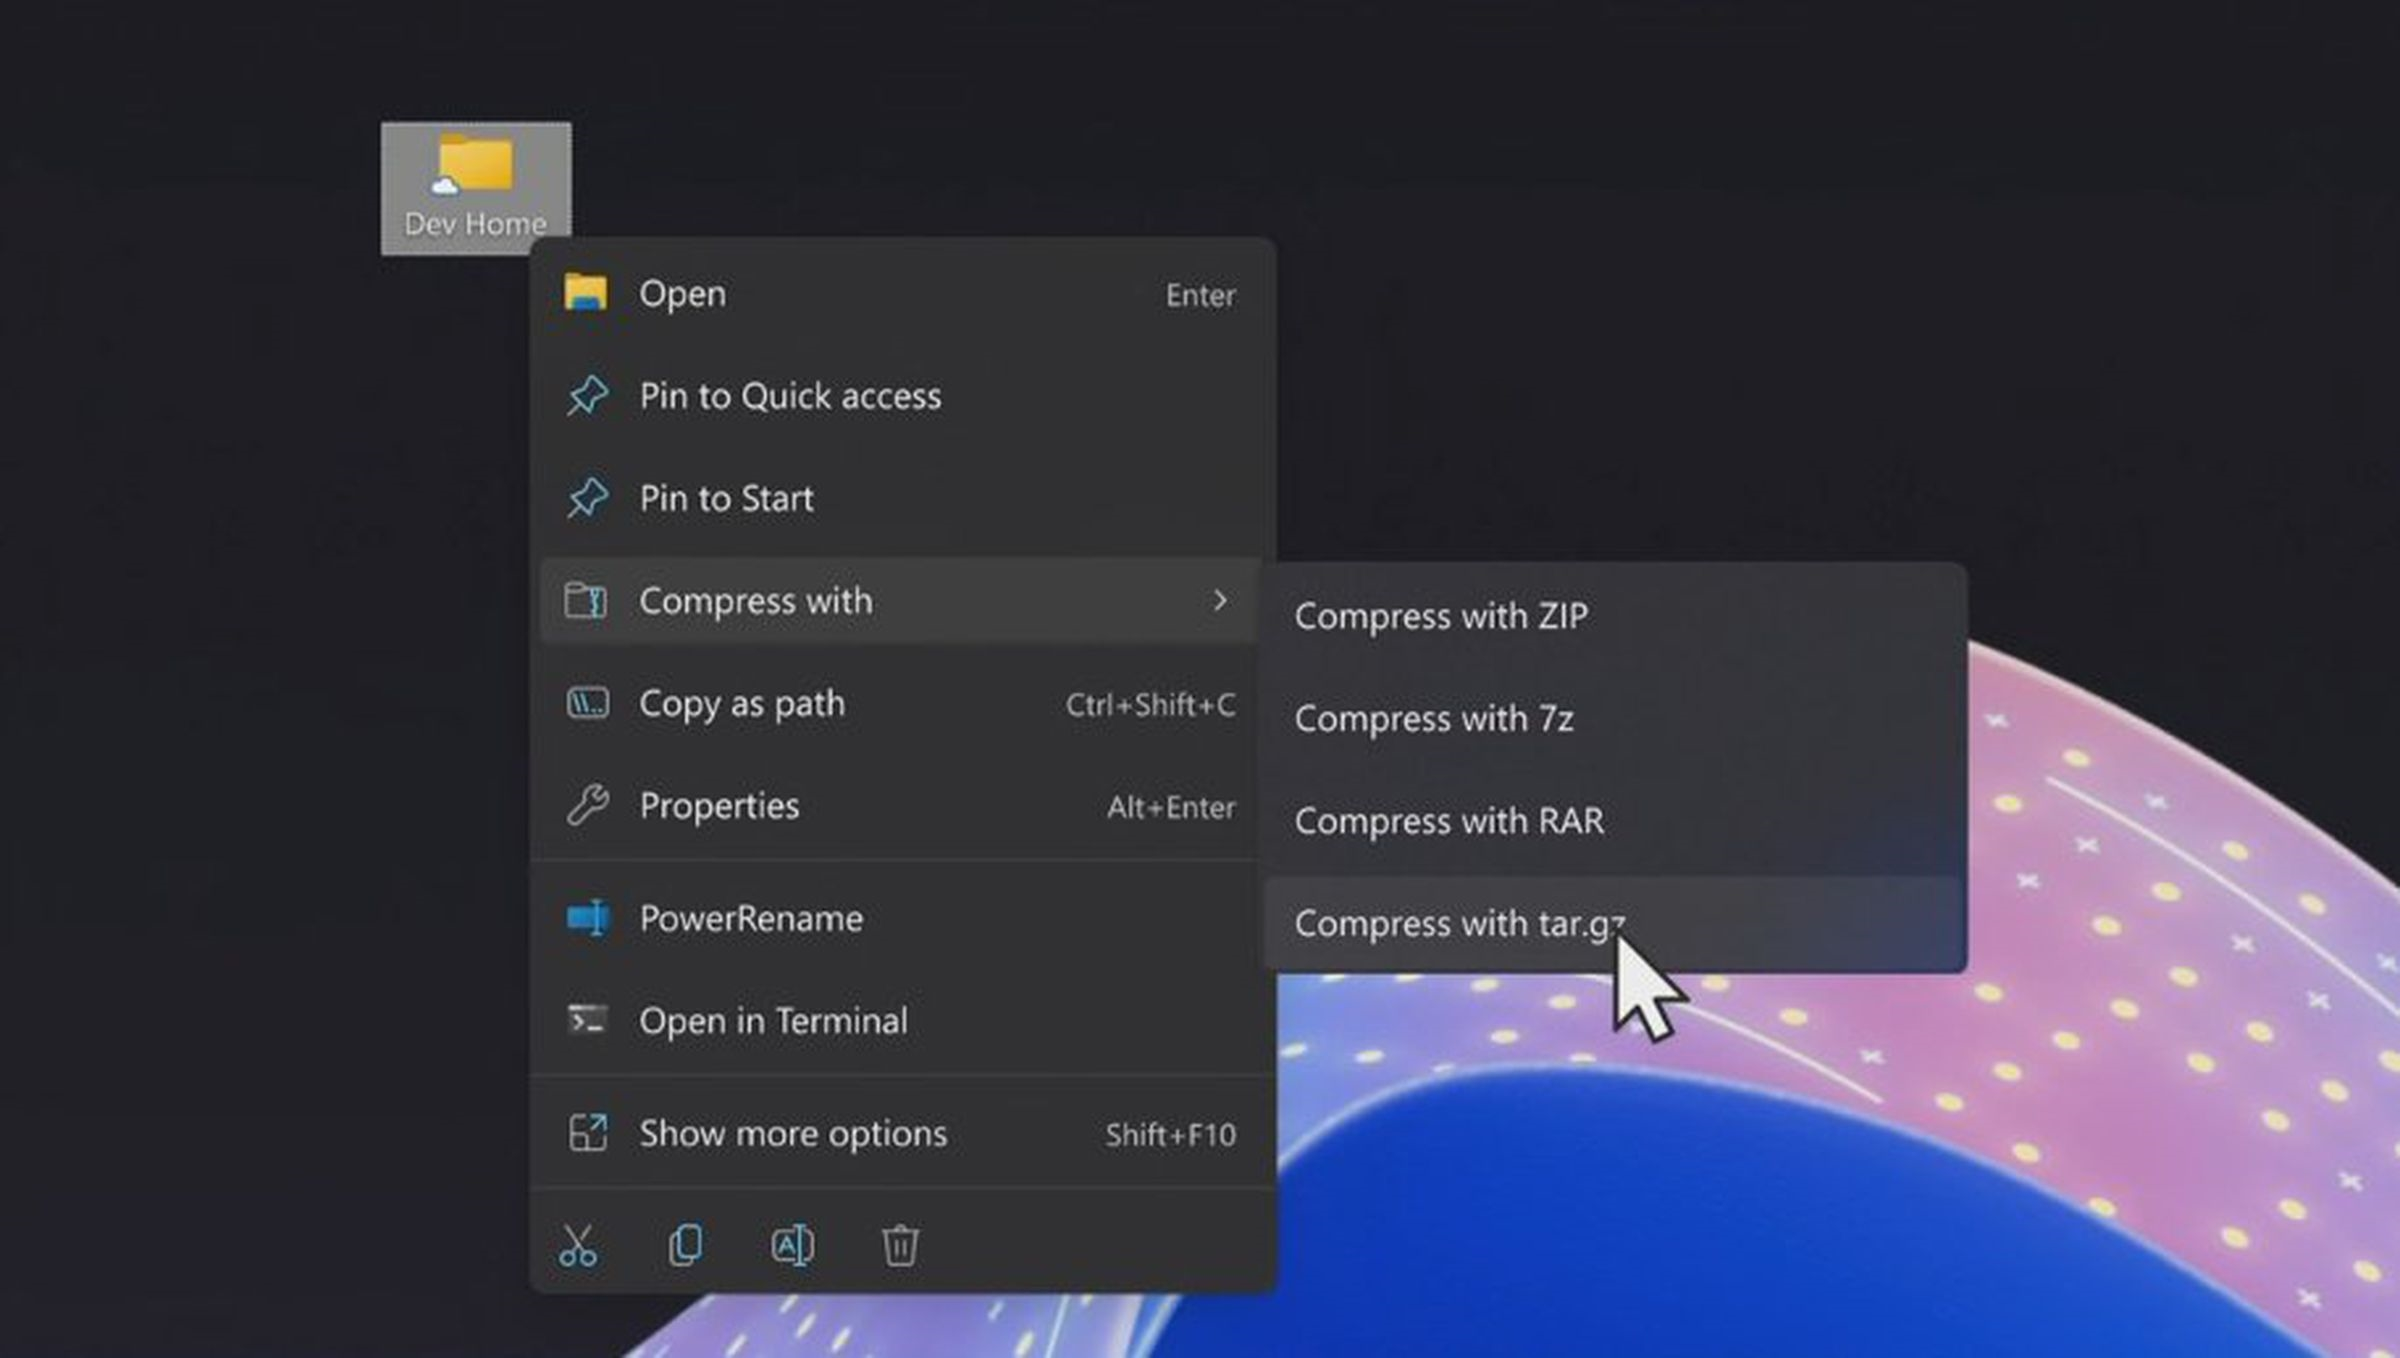 Dev Home
Open Enter
Pin to Quick access
Pin to Start
Compress with
Compress with ZIP
Compress with 7z
Compress with RAR
Compress with tar.gz
Copy as path Ctrl+Shift+C
Properties Alt+Enter
PowerRename
Open in Terminal
Show more options Shift+F10